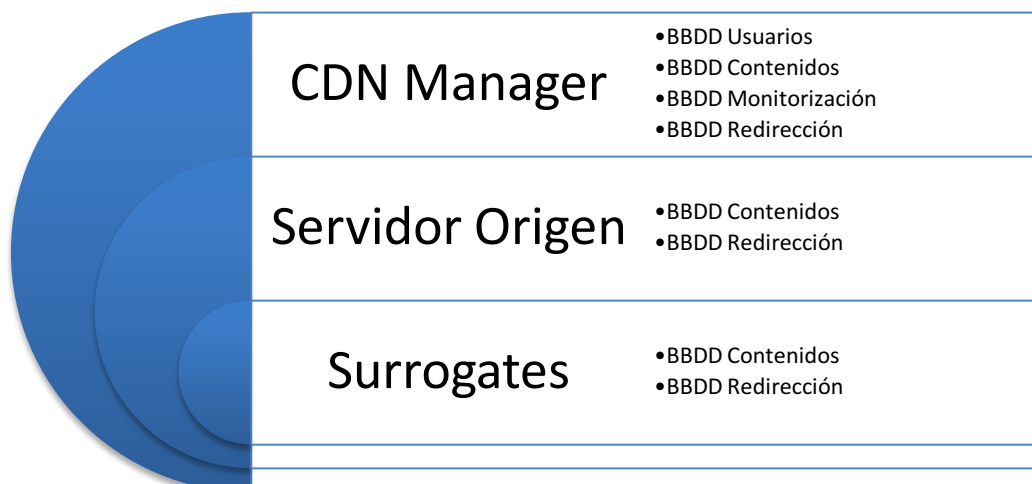 CDN Manager
•BBDD Usuarios
•BBDD Contenidos
•BBDD Monitorización
•BBDD Redirección
Servidor Origen
•BBDD Contenidos
•BBDD Redirección
Surrogates
•BBDD Contenidos
•BBDD Redirección